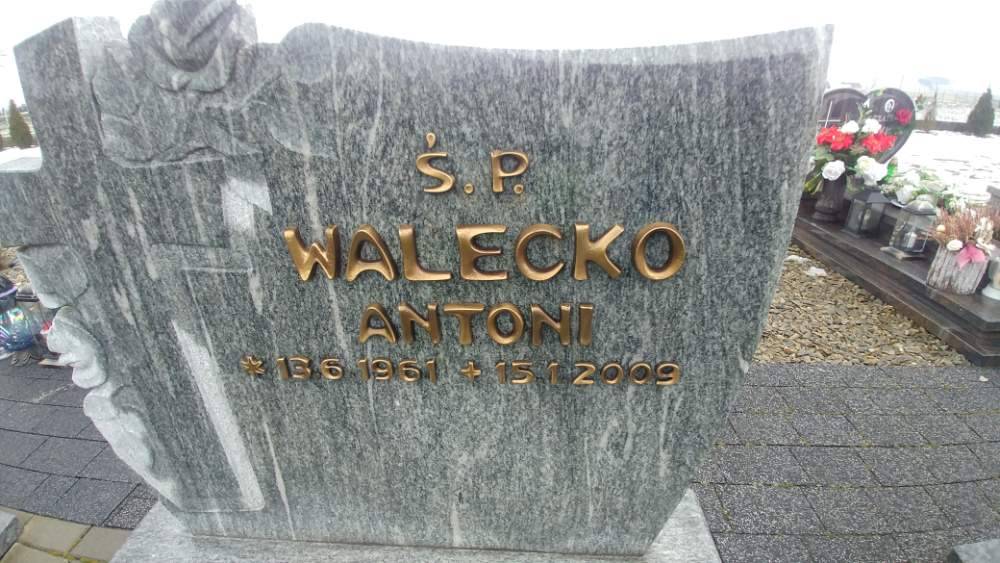 Ś. P.
WALECKO
ANTONI
* 13 6 1961 + 15 1 2009